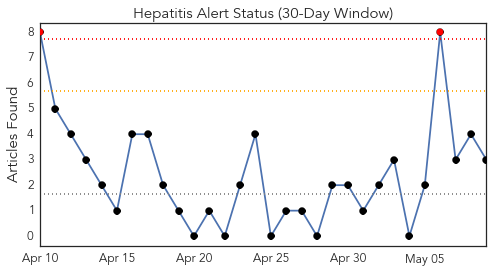 Hepatitis Alert Status (30-Day Window)
Articles Found
8
7
6
5
4
3
2
1
0
Apr 10
Apr 15
Apr 20
Apr 25
Apr 30
May 05